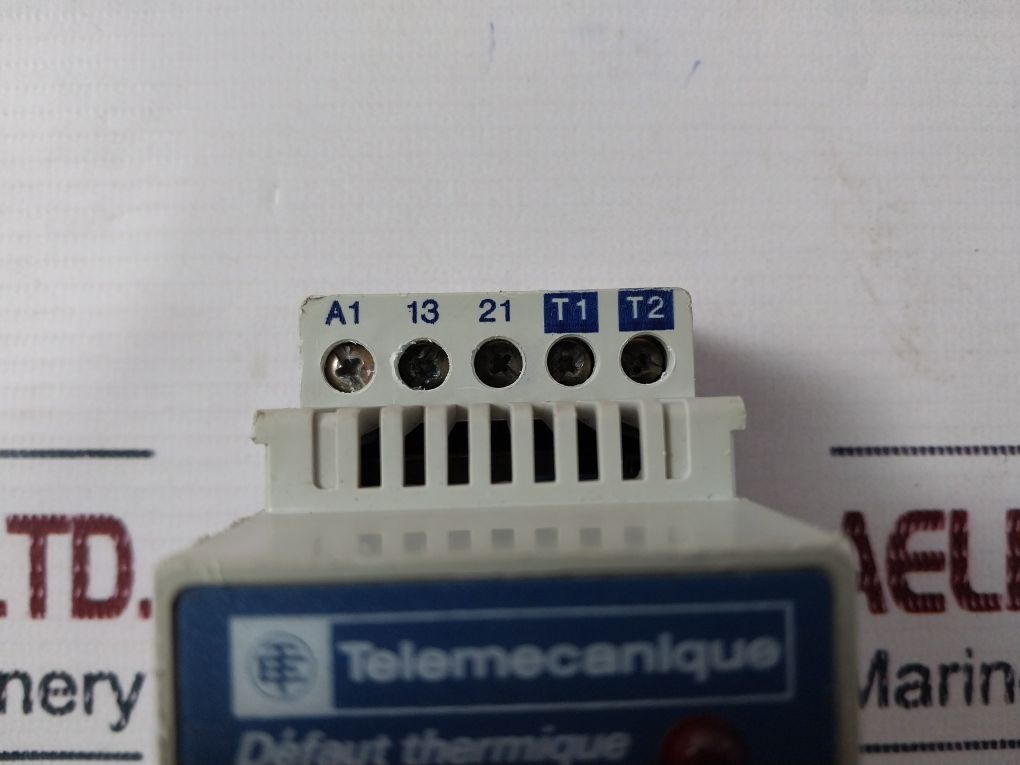 A1 13 21 T1 T2
LTD. AEL
nery Marin
Telemecanique
Défaut thermique